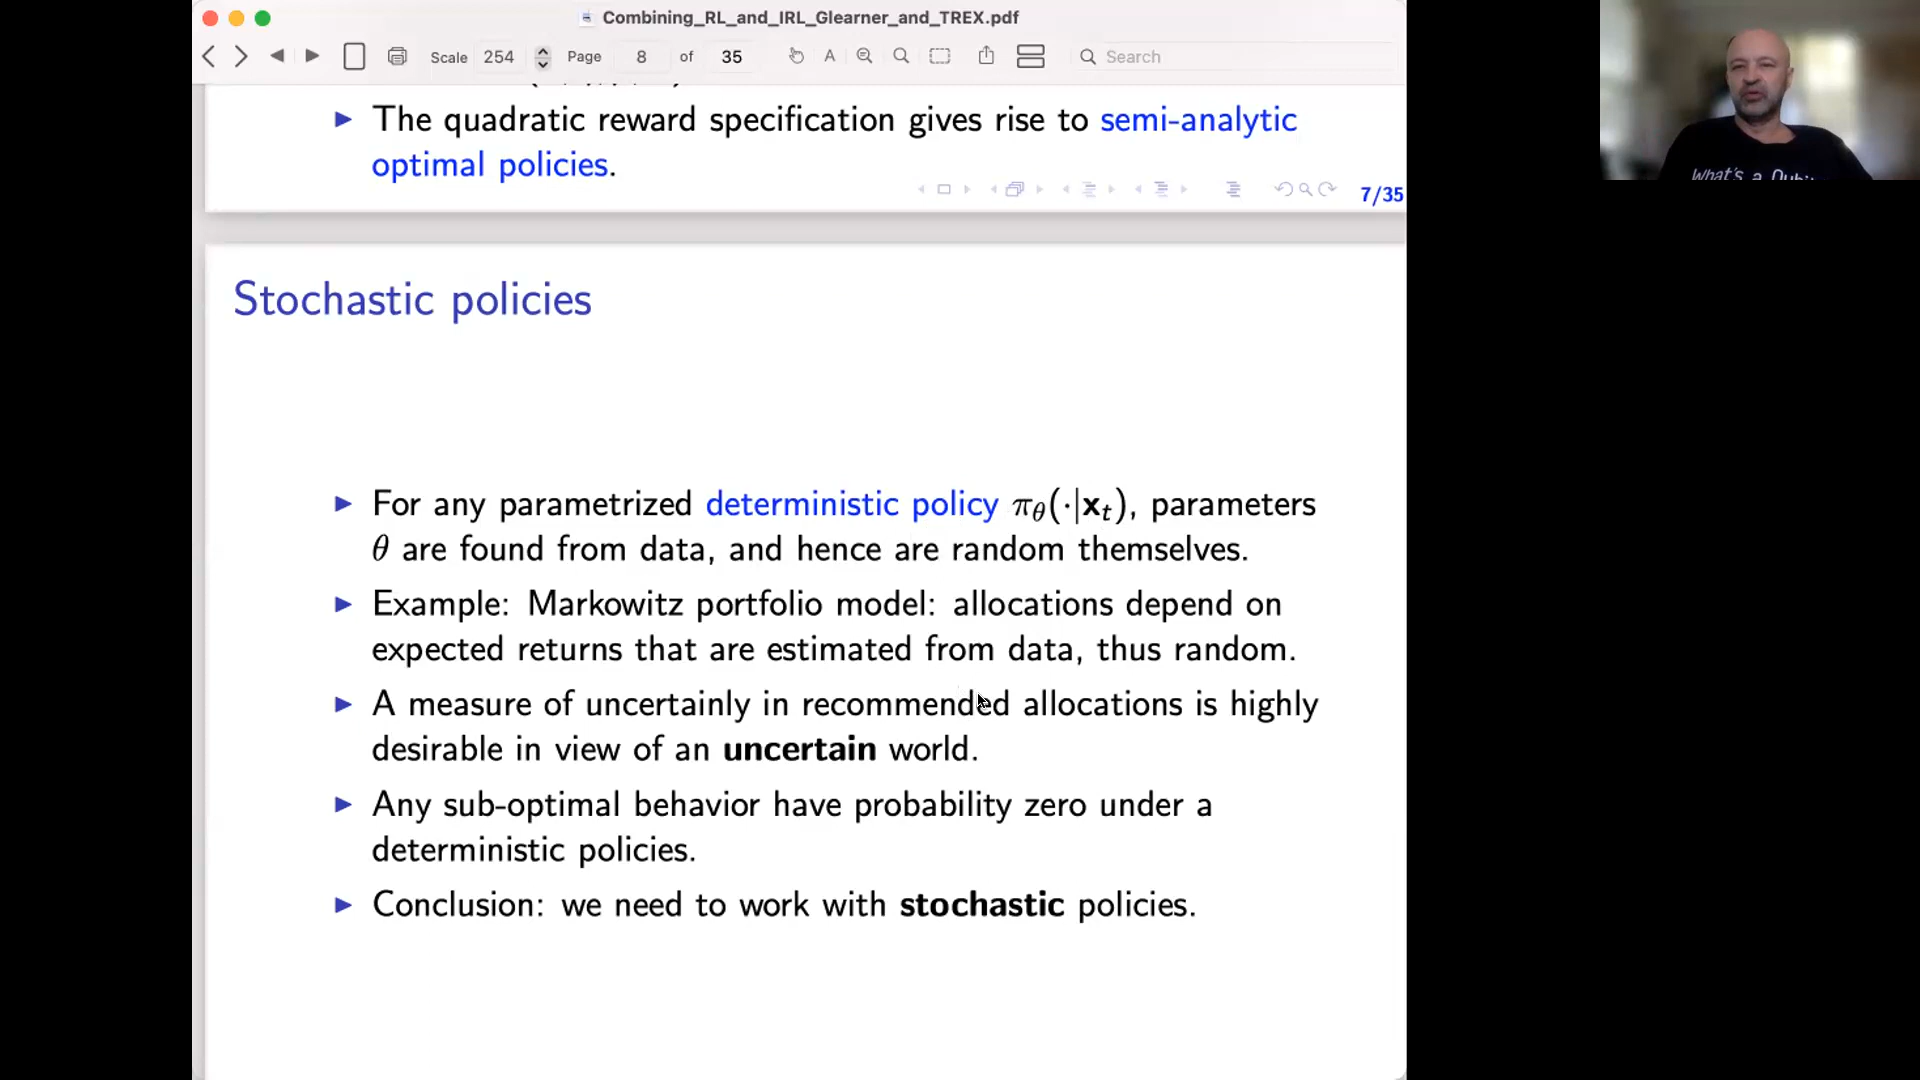 Combining_RL_and_IRL_Glearner_and_TREX.pdf
Scale 254 Page 8 of 35 A Search
► The quadratic reward specification gives rise to semi-analytic
optimal policies.
7/35
Stochastic policies
► For any parametrized deterministic policy πθ(·|xt), parameters
θ are found from data, and hence are random themselves.
► Example: Markowitz portfolio model: allocations depend on
expected returns that are estimated from data, thus random.
► A measure of uncertainly in recommended allocations is highly
desirable in view of an uncertain world.
► Any sub-optimal behavior have probability zero under a
deterministic policies.
► Conclusion: we need to work with stochastic policies.
What's a